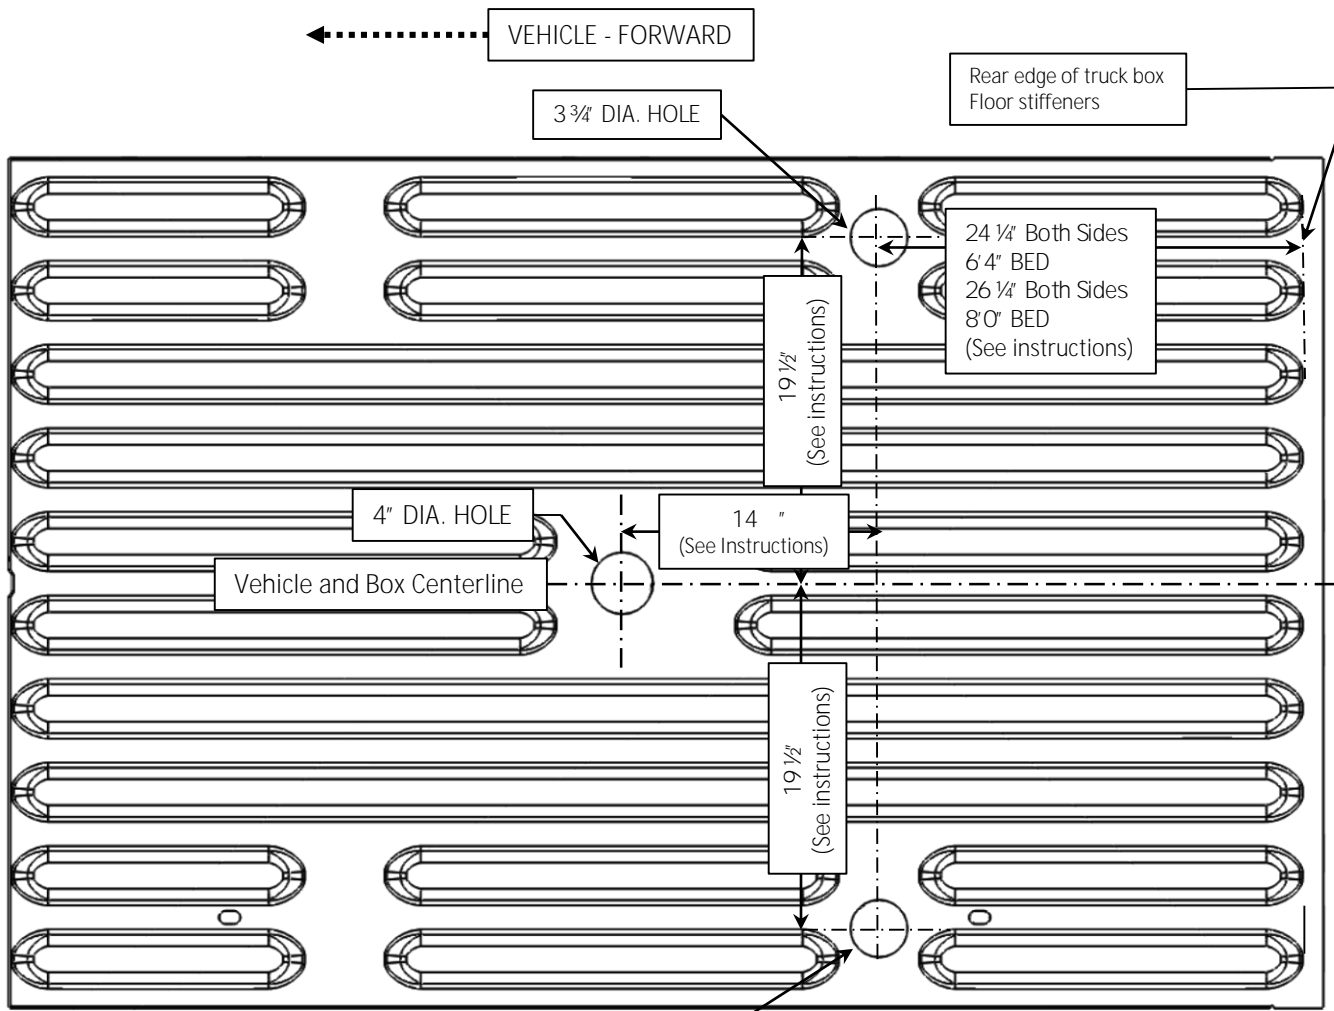 VEHICLE - FORWARD
Rear edge of truck box
Floor stiffeners
3 ¾" DIA. HOLE
24 ¼" Both Sides
6'4" BED
26 ¼" Both Sides
8'0" BED
(See instructions)
19 ½"
(See instructions)
4" DIA. HOLE
14 "
(See Instructions)
Vehicle and Box Centerline
19 ½"
(See instructions)